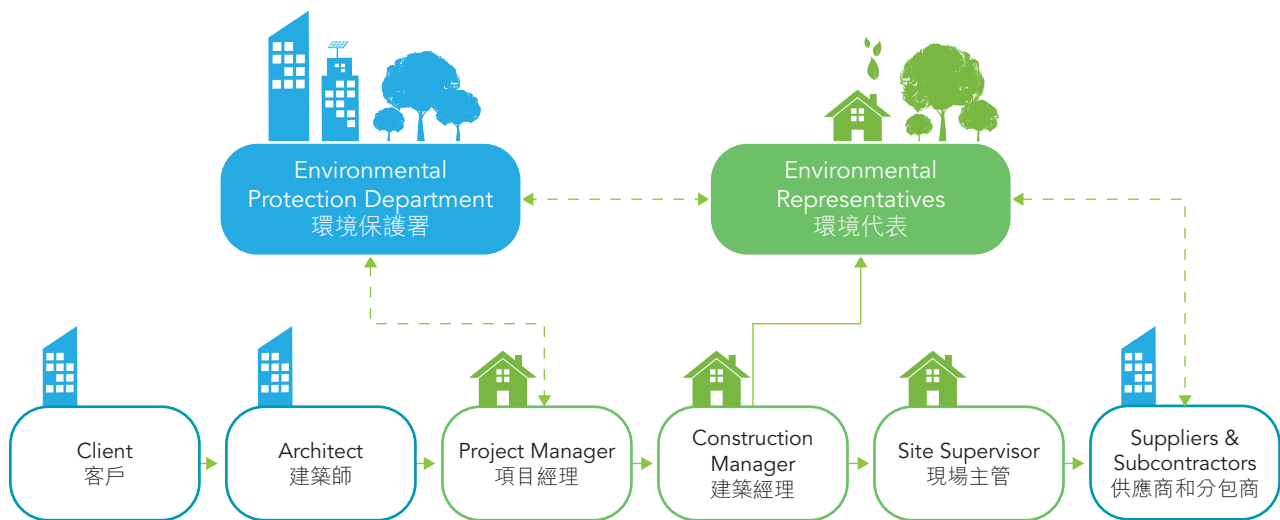 Environmental
Protection Department
環境保護署
Environmental
Representatives
環境代表
Client
客戶
Architect
建築師
Project Manager
項目經理
Construction
Manager
建築經理
Site Supervisor
現場主管
Suppliers &
Subcontractors
供應商和分包商